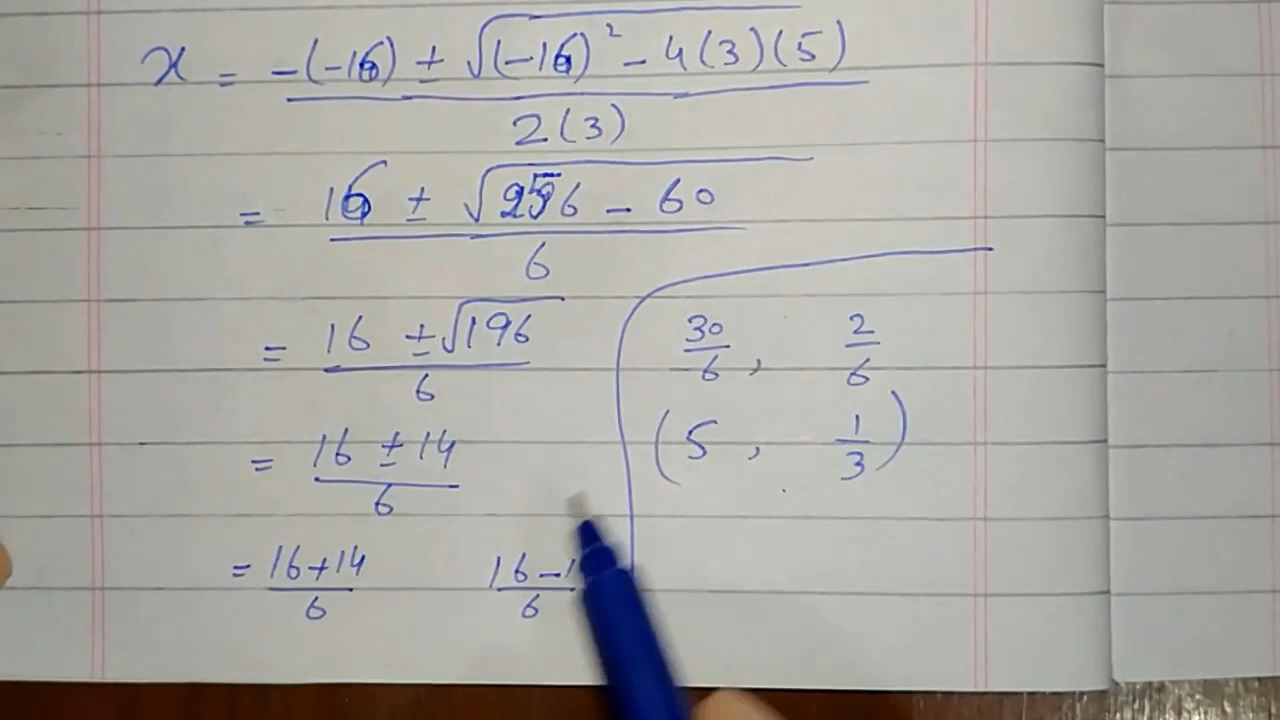 x = -(-16) ± √(-16)² - 4(3)(5)
2(3)
= 16 ± √256 - 60
6
= 16 ± √196
6
= 16 ± 14
6
= 16+14
6
16-1
6
30/6 , 2/6
(5 , 1/3)